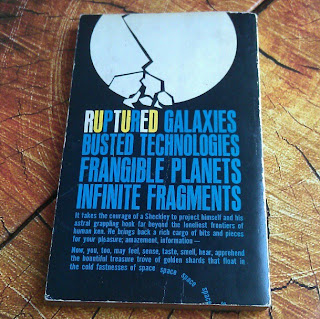 RUPTURED GALAXIES
BUSTED TECHNOLOGIES
FRANGIBLE PLANETS
INFINITE FRAGMENTS
It takes the courage of a Sheckley to project himself and his
astral grappling hook far beyond the loneliest frontiers of
human ken. He brings back a rich cargo of bits and pieces
for your pleasure; amazement, information—
Now, you, too, may feel, sense, taste, smell, hear, apprehend
the bountiful treasure trove of golden shards that float in
the cold fastnesses of space space space space